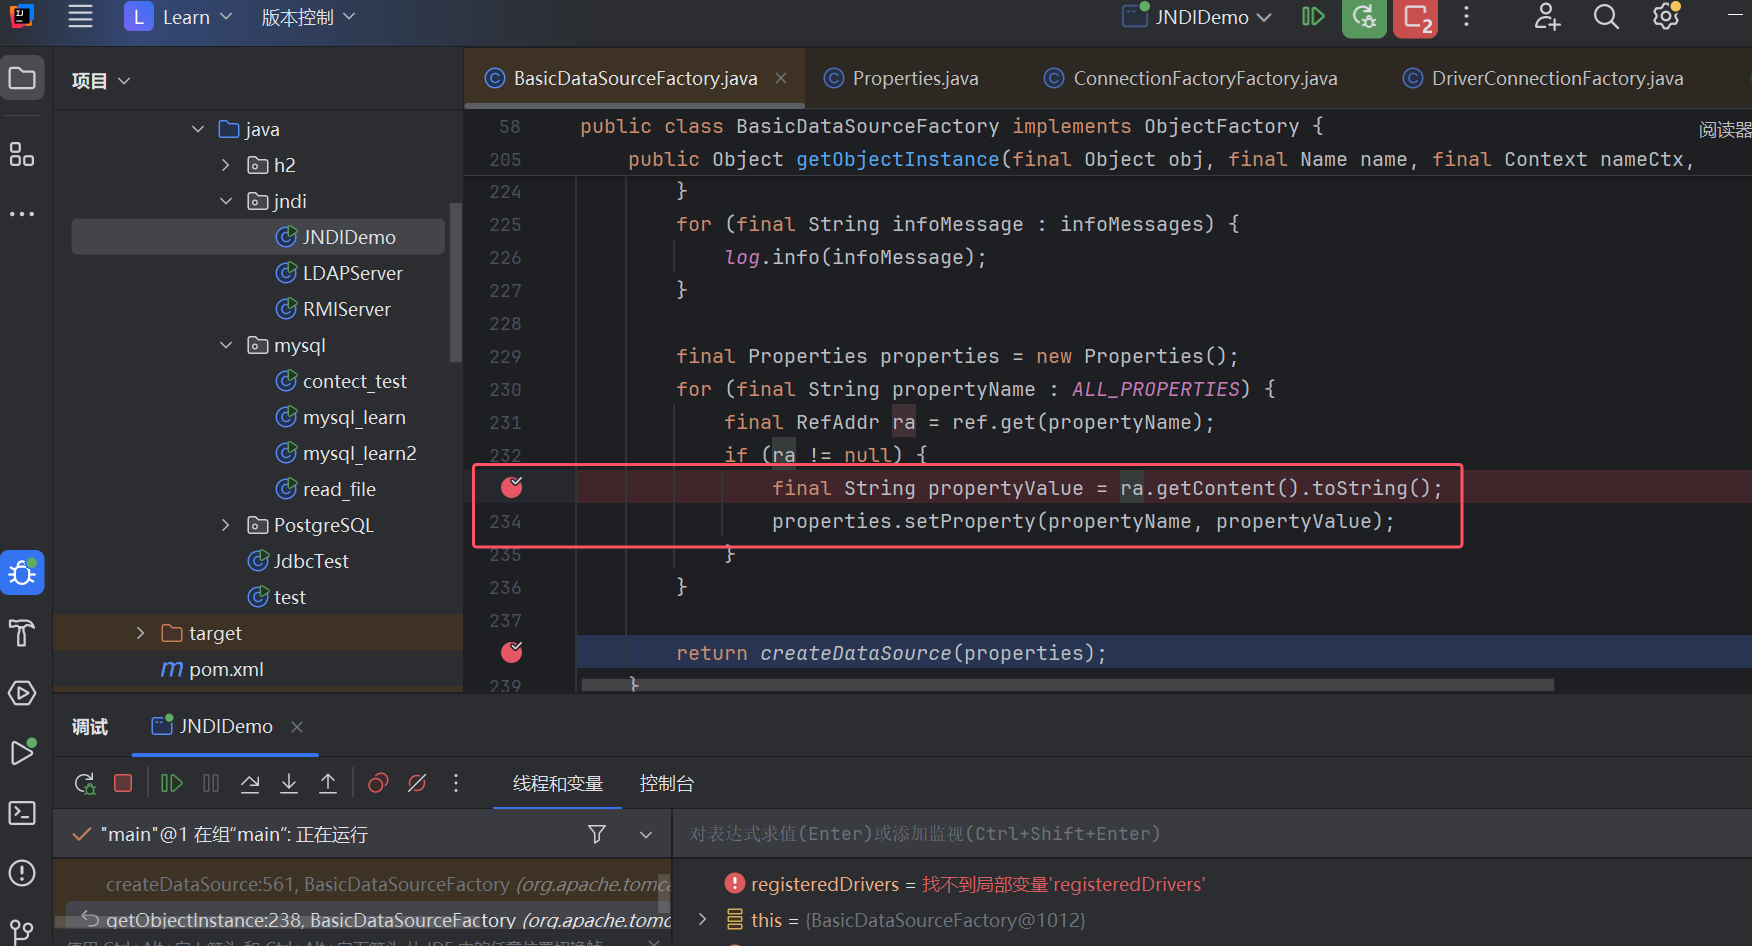 L Learn 版本控制 JNDIDemo 2
项目
BasicDataSourceFactory.java Properties.java ConnectionFactoryFactory.java DriverConnectionFactory.java
java
h2
jndi
JNDIDemo
LDAPServer
RMIServer
mysql
contect_test
mysql_learn
mysql_learn2
read_file
PostgreSQL
JdbcTest
test
target
pom.xml
58 public class BasicDataSourceFactory implements ObjectFactory {
阅读器
205 public Object getObjectInstance(final Object obj, final Name name, final Context nameCtx,
224 }
225 for (final String infoMessage : infoMessages) {
226 log.info(infoMessage);
227 }
228
229 final Properties properties = new Properties();
230 for (final String propertyName : ALL_PROPERTIES) {
231 final RefAddr ra = ref.get(propertyName);
232 if (ra != null) {
final String propertyValue = ra.getContent().toString();
234 properties.setProperty(propertyName, propertyValue);
235 }
236 }
237
return createDataSource(properties);
239 }
调试 JNDIDemo
线程和变量 控制台
"main"@1 在组“main”: 正在运行
对表达式求值(Enter)或添加监视(Ctrl+Shift+Enter)
createDataSource:561, BasicDataSourceFactory (org.apache.tomca
getObjectInstance:238, BasicDataSourceFactory (org.apache.tomc
registeredDrivers = 找不到局部变量'registeredDrivers'
this = {BasicDataSourceFactory@1012}